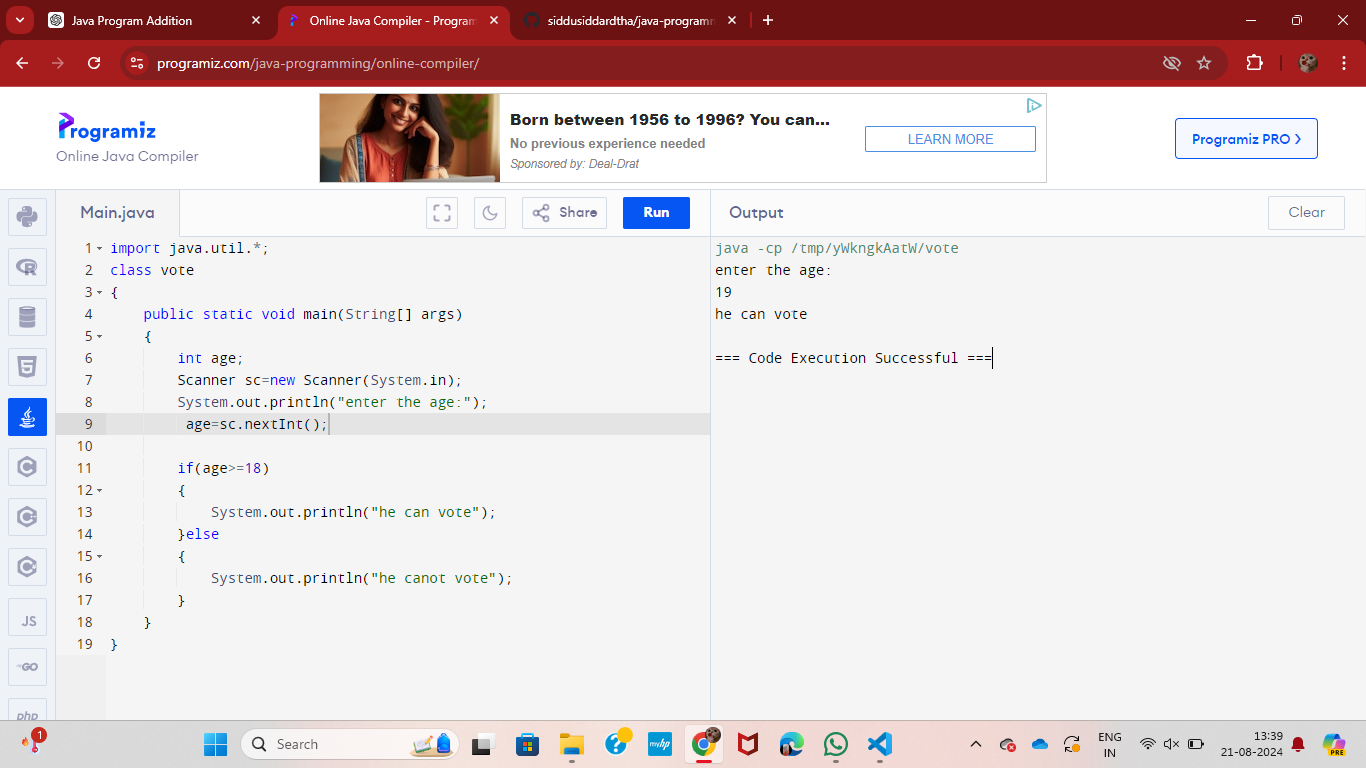 Java Program Addition
Online Java Compiler - Program
siddusiddardtha/java-programm
programiz.com/java-programming/online-compiler/
Programiz
Online Java Compiler
Born between 1956 to 1996? You can...
No previous experience needed
Sponsored by: Deal-Drat
LEARN MORE
Programiz PRO >
Main.java
Share
Run
Output
Clear
1 import java.util.*;
2 class vote
3 {
4 public static void main(String[] args)
5 {
6 int age;
7 Scanner sc=new Scanner(System.in);
8 System.out.println("enter the age:");
9 age=sc.nextInt();
10
11 if(age>=18)
12 {
13 System.out.println("he can vote");
14 }else
15 {
16 System.out.println("he canot vote");
17 }
18 }
19 }
java -cp /tmp/yWkngkAatW/vote
enter the age:
19
he can vote
=== Code Execution Successful ===
JS
GO
php
1
Search
myhp
ENG
IN
13:39
21-08-2024
PRE